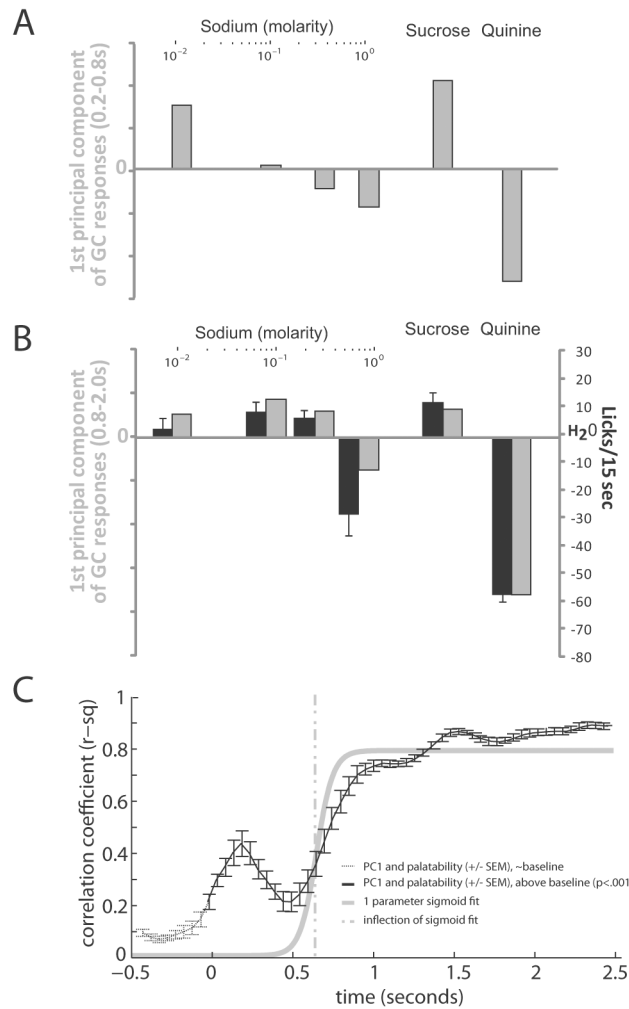 A
Sodium (molarity)
Sucrose Quinine
10⁻² 10⁻¹ 10⁰
1st principal component
of GC responses (0.2-0.8s)
0
B
Sodium (molarity)
Sucrose Quinine
10⁻² 10⁻¹ 10⁰
1st principal component
of GC responses (0.8-2.0s)
0
30
20
10
H₂0
-10
-20
-30
-40
-50
-60
-70
-80
Licks/15 sec
C
correlation coefficient (r−sq)
1
0.8
0.6
0.4
0.2
0
PC1 and palatability (+/- SEM), ~baseline
PC1 and palatability (+/- SEM), above baseline (p<.001
1 parameter sigmoid fit
inflection of sigmoid fit
−0.5 0 0.5 1 1.5 2 2.5
time (seconds)